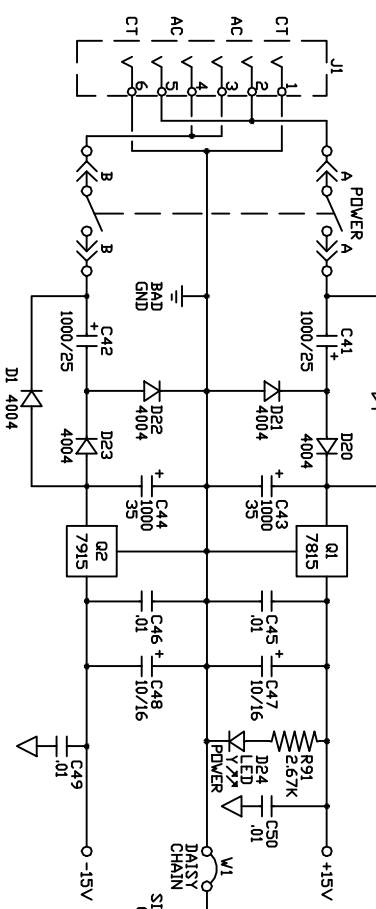 J1
CT
AC
AC
CT
1
2
3
4
5
6
POWER
A
A
B
B
BAD
GND
C41
1000/25
+
C42
1000/25
+
D21
4004
D22
4004
D20
4004
D23
4004
D1 4004
C43
1000
35
+
C44
1000
35
+
Q1
7815
Q2
7915
C45
.01
C46
.01
C47
10/16
+
C48
10/16
+
R91
2.67K
D24
LED
Y
POWER
C50
.01
C49
.01
W1
DAISY
CHAIN
+15V
-15V